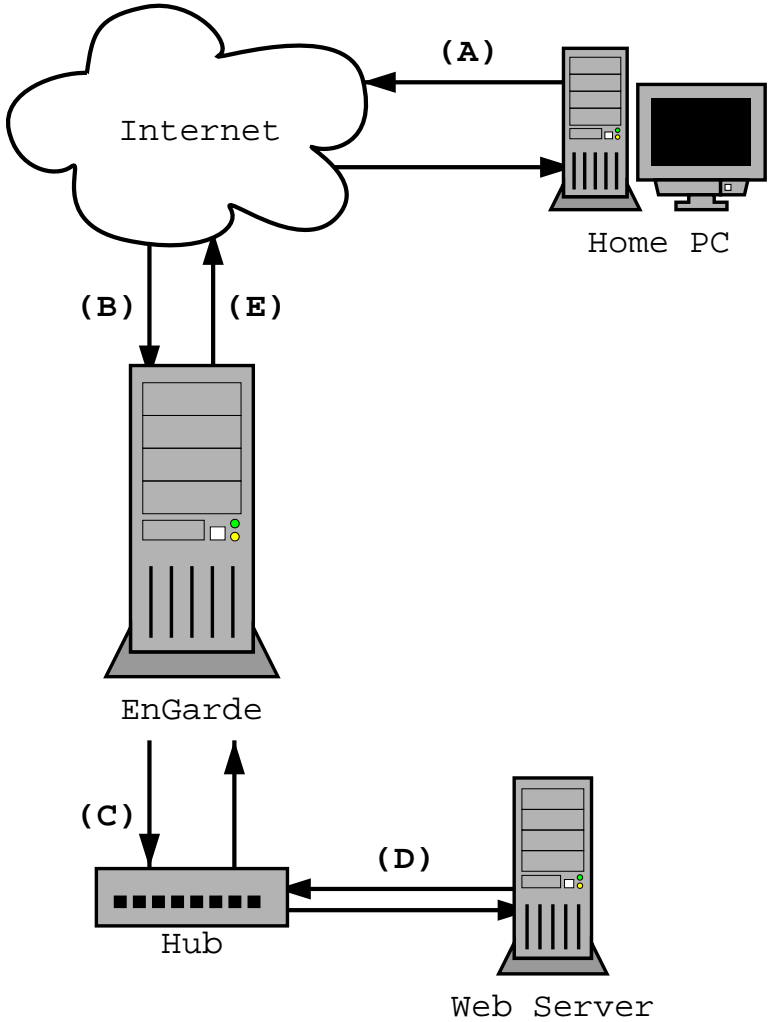 (A)
Internet
Home PC
(B)
(E)
EnGarde
(C)
(D)
Hub
Web Server